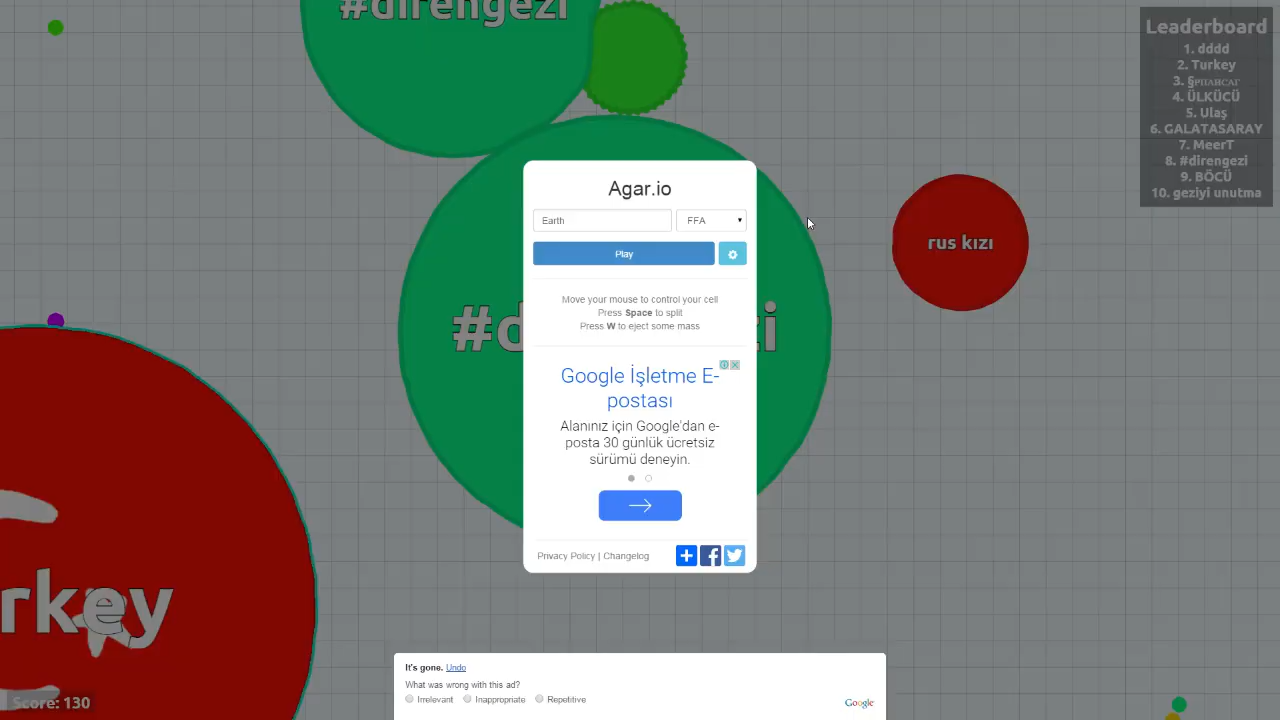 #direngezi
Leaderboard
1. dddd
2. Turkey
3. §ρπλясαг
4. ÜLKÜCÜ
5. Ulaş
6. GALATASARAY
7. MeerT
8. #direngezi
9. BÖCÜ
10. geziyi unutma
Agar.io
Earth
FFA
Play
rus kızı
Move your mouse to control your cell
Press Space to split
Press W to eject some mass
#d
zi
Google İşletme E-
postası
Alanınız için Google'dan e-
posta 30 günlük ücretsiz
sürümü deneyin.
Privacy Policy | Changelog
rkey
It's gone. Undo
What was wrong with this ad?
Irrelevant Inappropriate Repetitive
Google
Score: 130